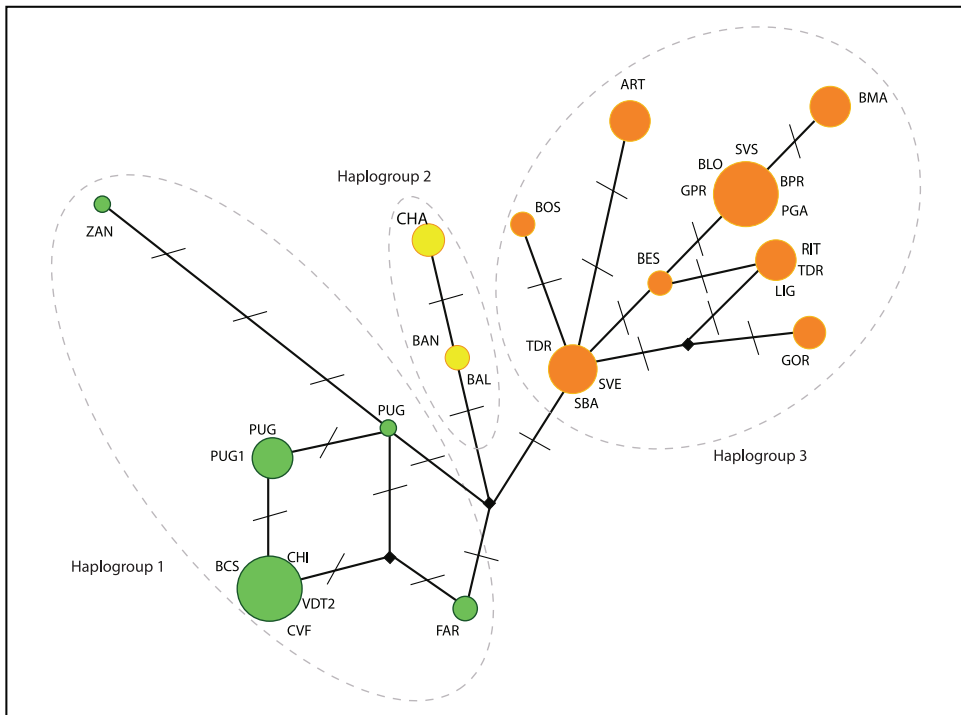 ART
BMA
SVS
BLO
BPR
GPR
PGA
Haplogroup 2
CHA
BOS
ZAN
BES
RIT
TDR
LIG
BAN
TDR
BAL
SVE
SBA
GOR
PUG
PUG
PUG1
Haplogroup 3
Haplogroup 1
BCS
CHI
VDT2
CVF
FAR